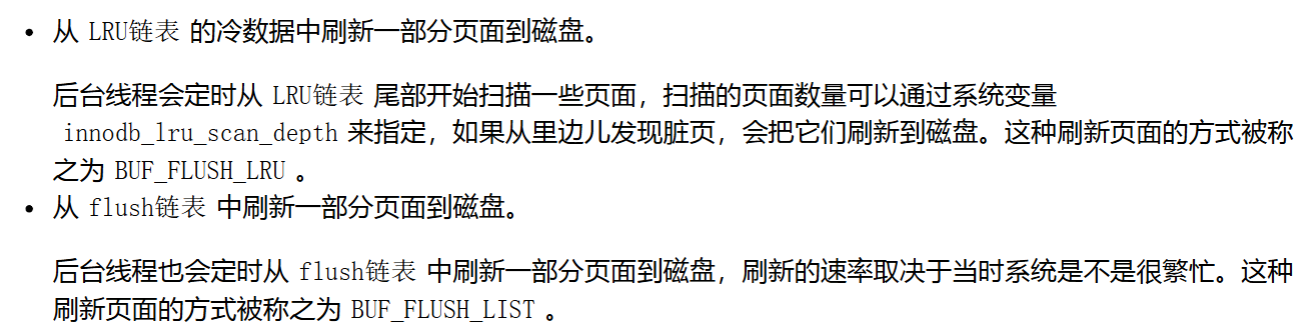 • 从 LRU链表 的冷数据中刷新一部分页面到磁盘。
后台线程会定时从 LRU链表 尾部开始扫描一些页面，扫描的页面数量可以通过系统变量
innodb_lru_scan_depth 来指定，如果从里边儿发现脏页，会把它们刷新到磁盘。这种刷新页面的方式被称
之为 BUF_FLUSH_LRU 。
• 从 flush链表 中刷新一部分页面到磁盘。
后台线程也会定时从 flush链表 中刷新一部分页面到磁盘，刷新的速率取决于当时系统是不是很繁忙。这种
刷新页面的方式被称之为 BUF_FLUSH_LIST 。